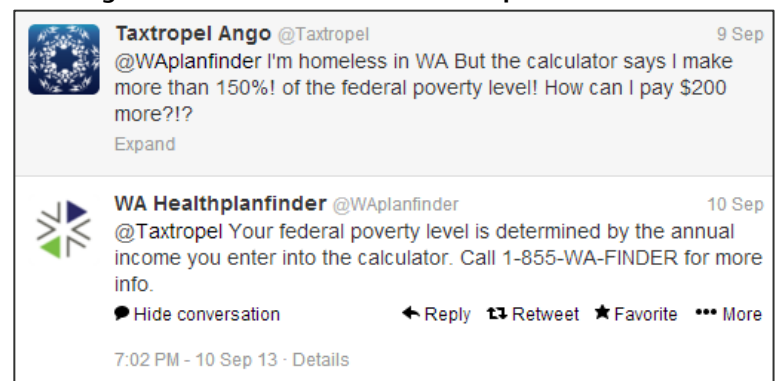 Taxtropel Ango @Taxtropel 9 Sep
@WAplanfinder I'm homeless in WA But the calculator says I make
more than 150%! of the federal poverty level! How can I pay $200
more?!?
Expand
WA Healthplanfinder @WAplanfinder 10 Sep
@Taxtropel Your federal poverty level is determined by the annual
income you enter into the calculator. Call 1-855-WA-FINDER for more
info.
Hide conversation Reply Retweet Favorite More
7:02 PM - 10 Sep 13 · Details